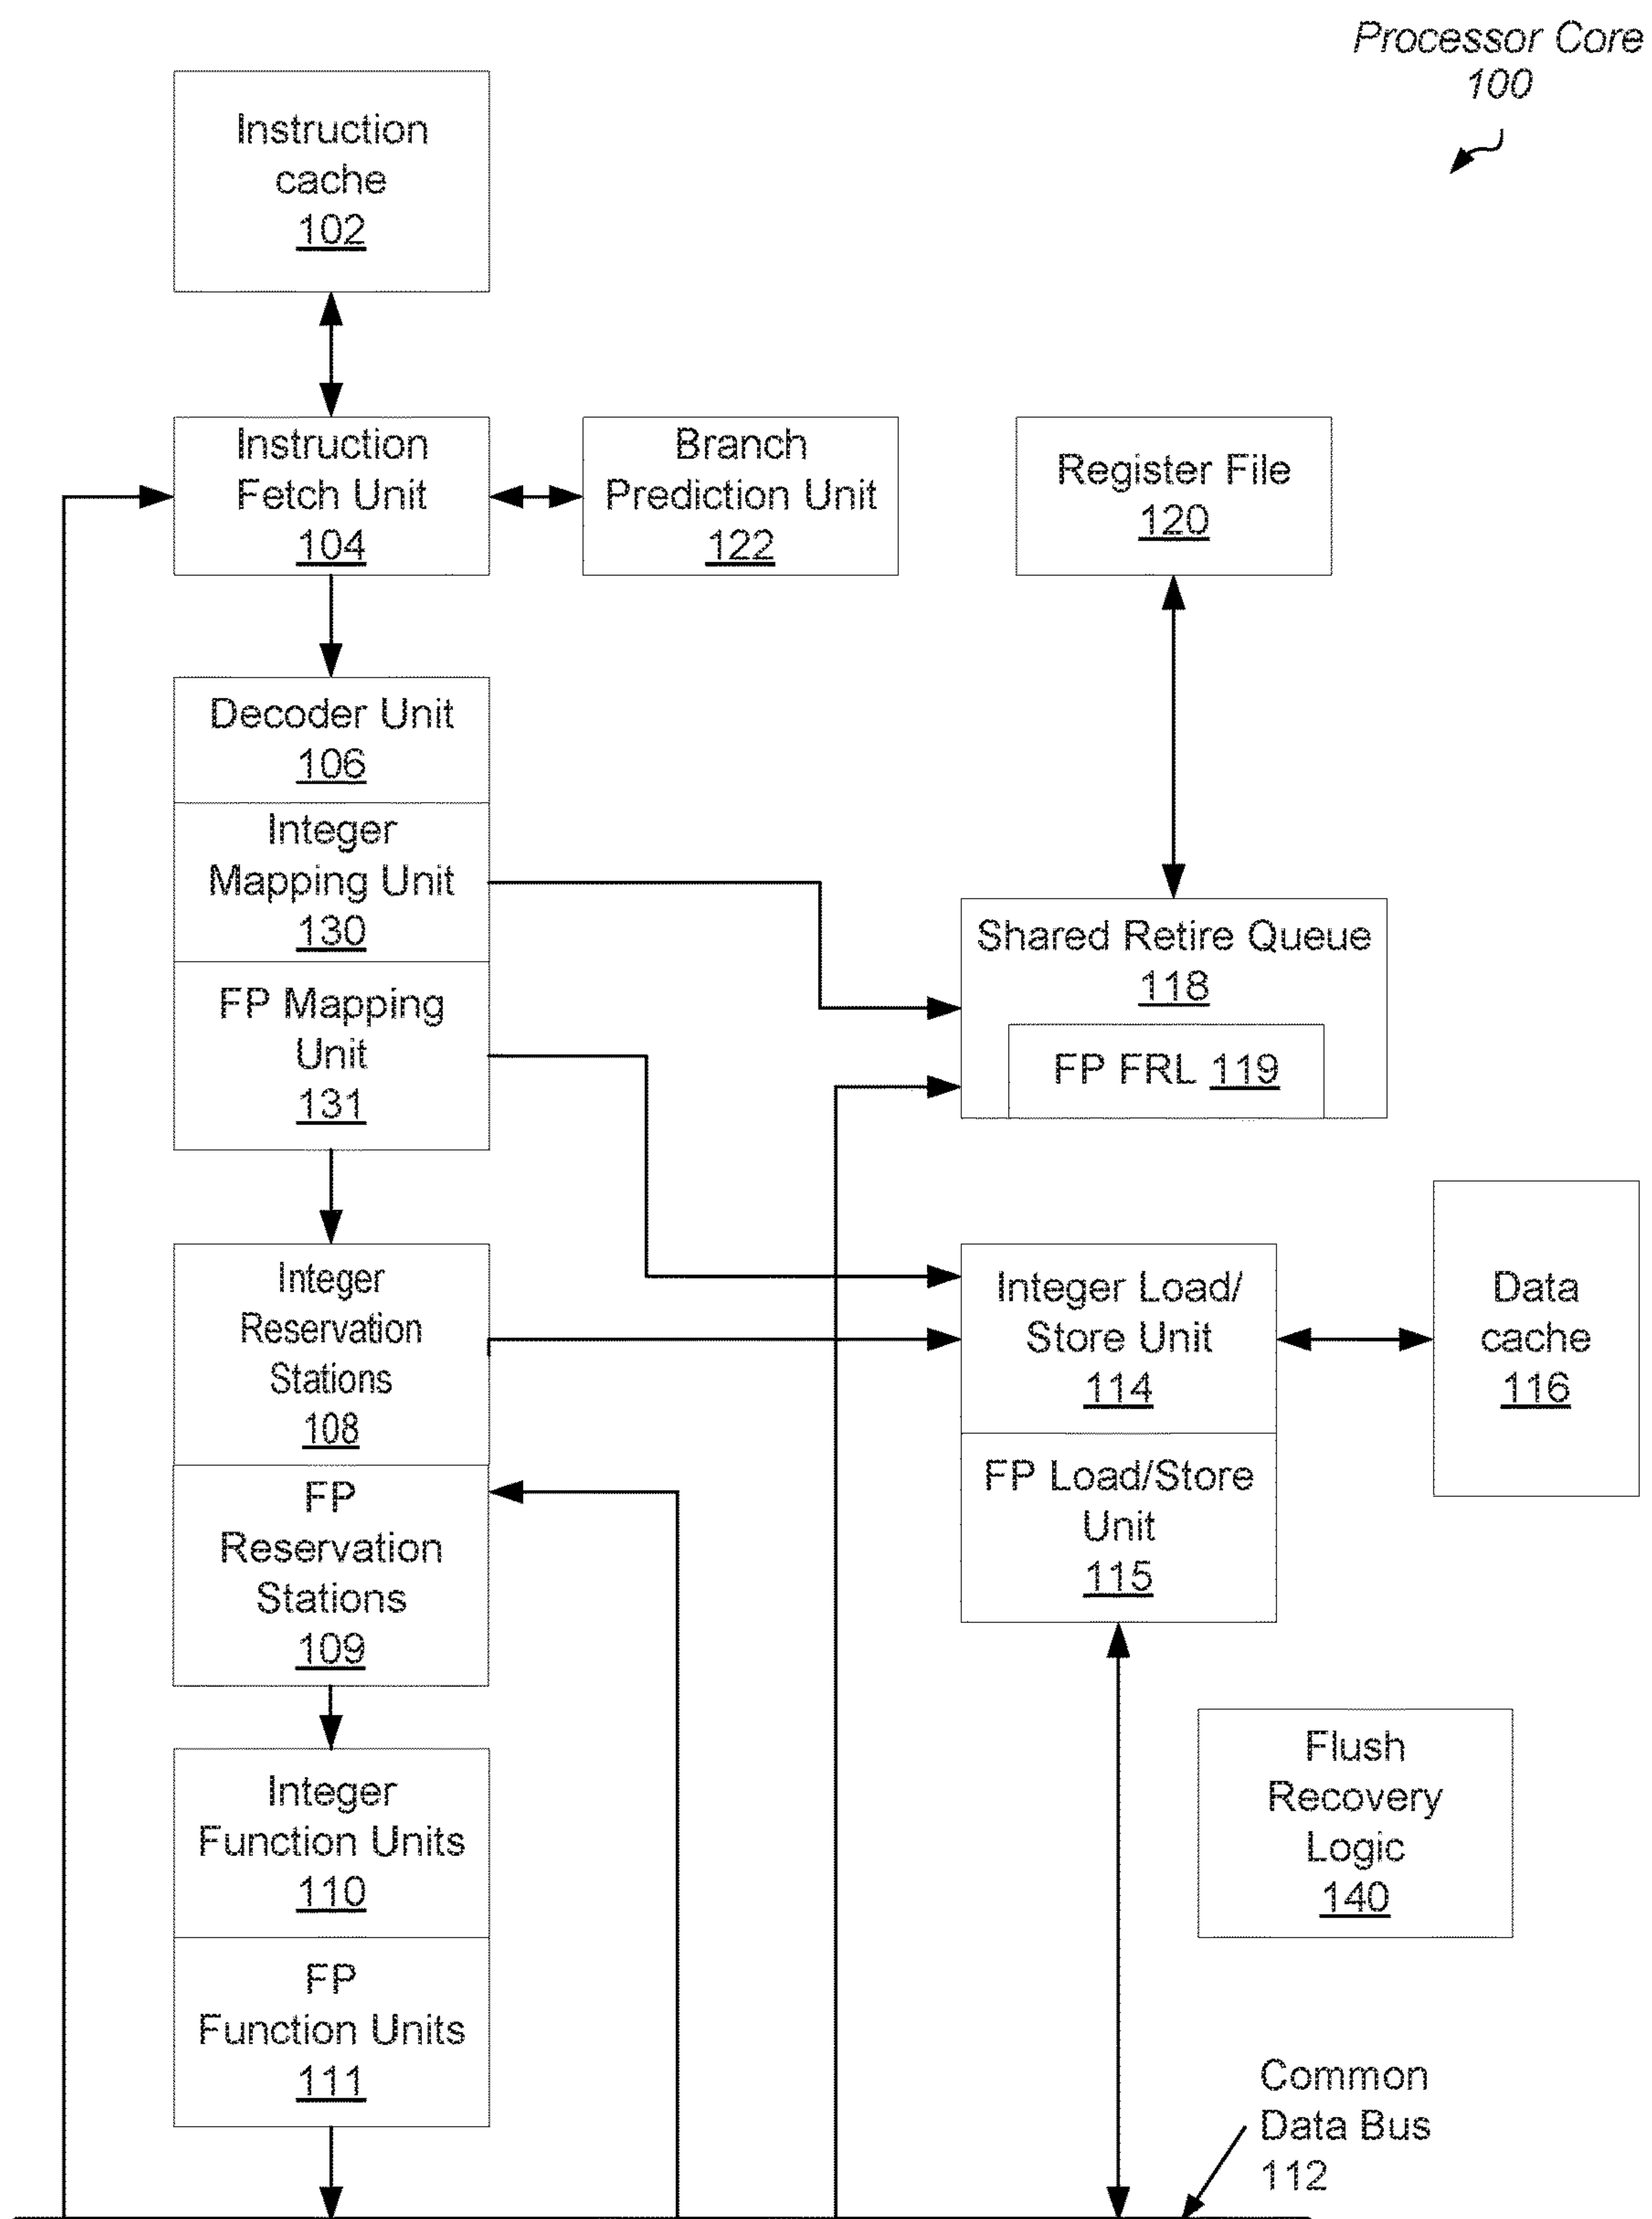 Processor Core
100
Instruction
cache
102
Instruction
Fetch Unit
104
Branch
Prediction Unit
122
Register File
120
Decoder Unit
106
Integer
Mapping Unit
130
FP Mapping
Unit
131
Shared Retire Queue
118
FP FRL 119
Integer
Reservation
Stations
108
FP
Reservation
Stations
109
Integer Load/
Store Unit
114
FP Load/Store
Unit
115
Data
cache
116
Integer
Function Units
110
FP
Function Units
111
Flush
Recovery
Logic
140
Common
Data Bus
112